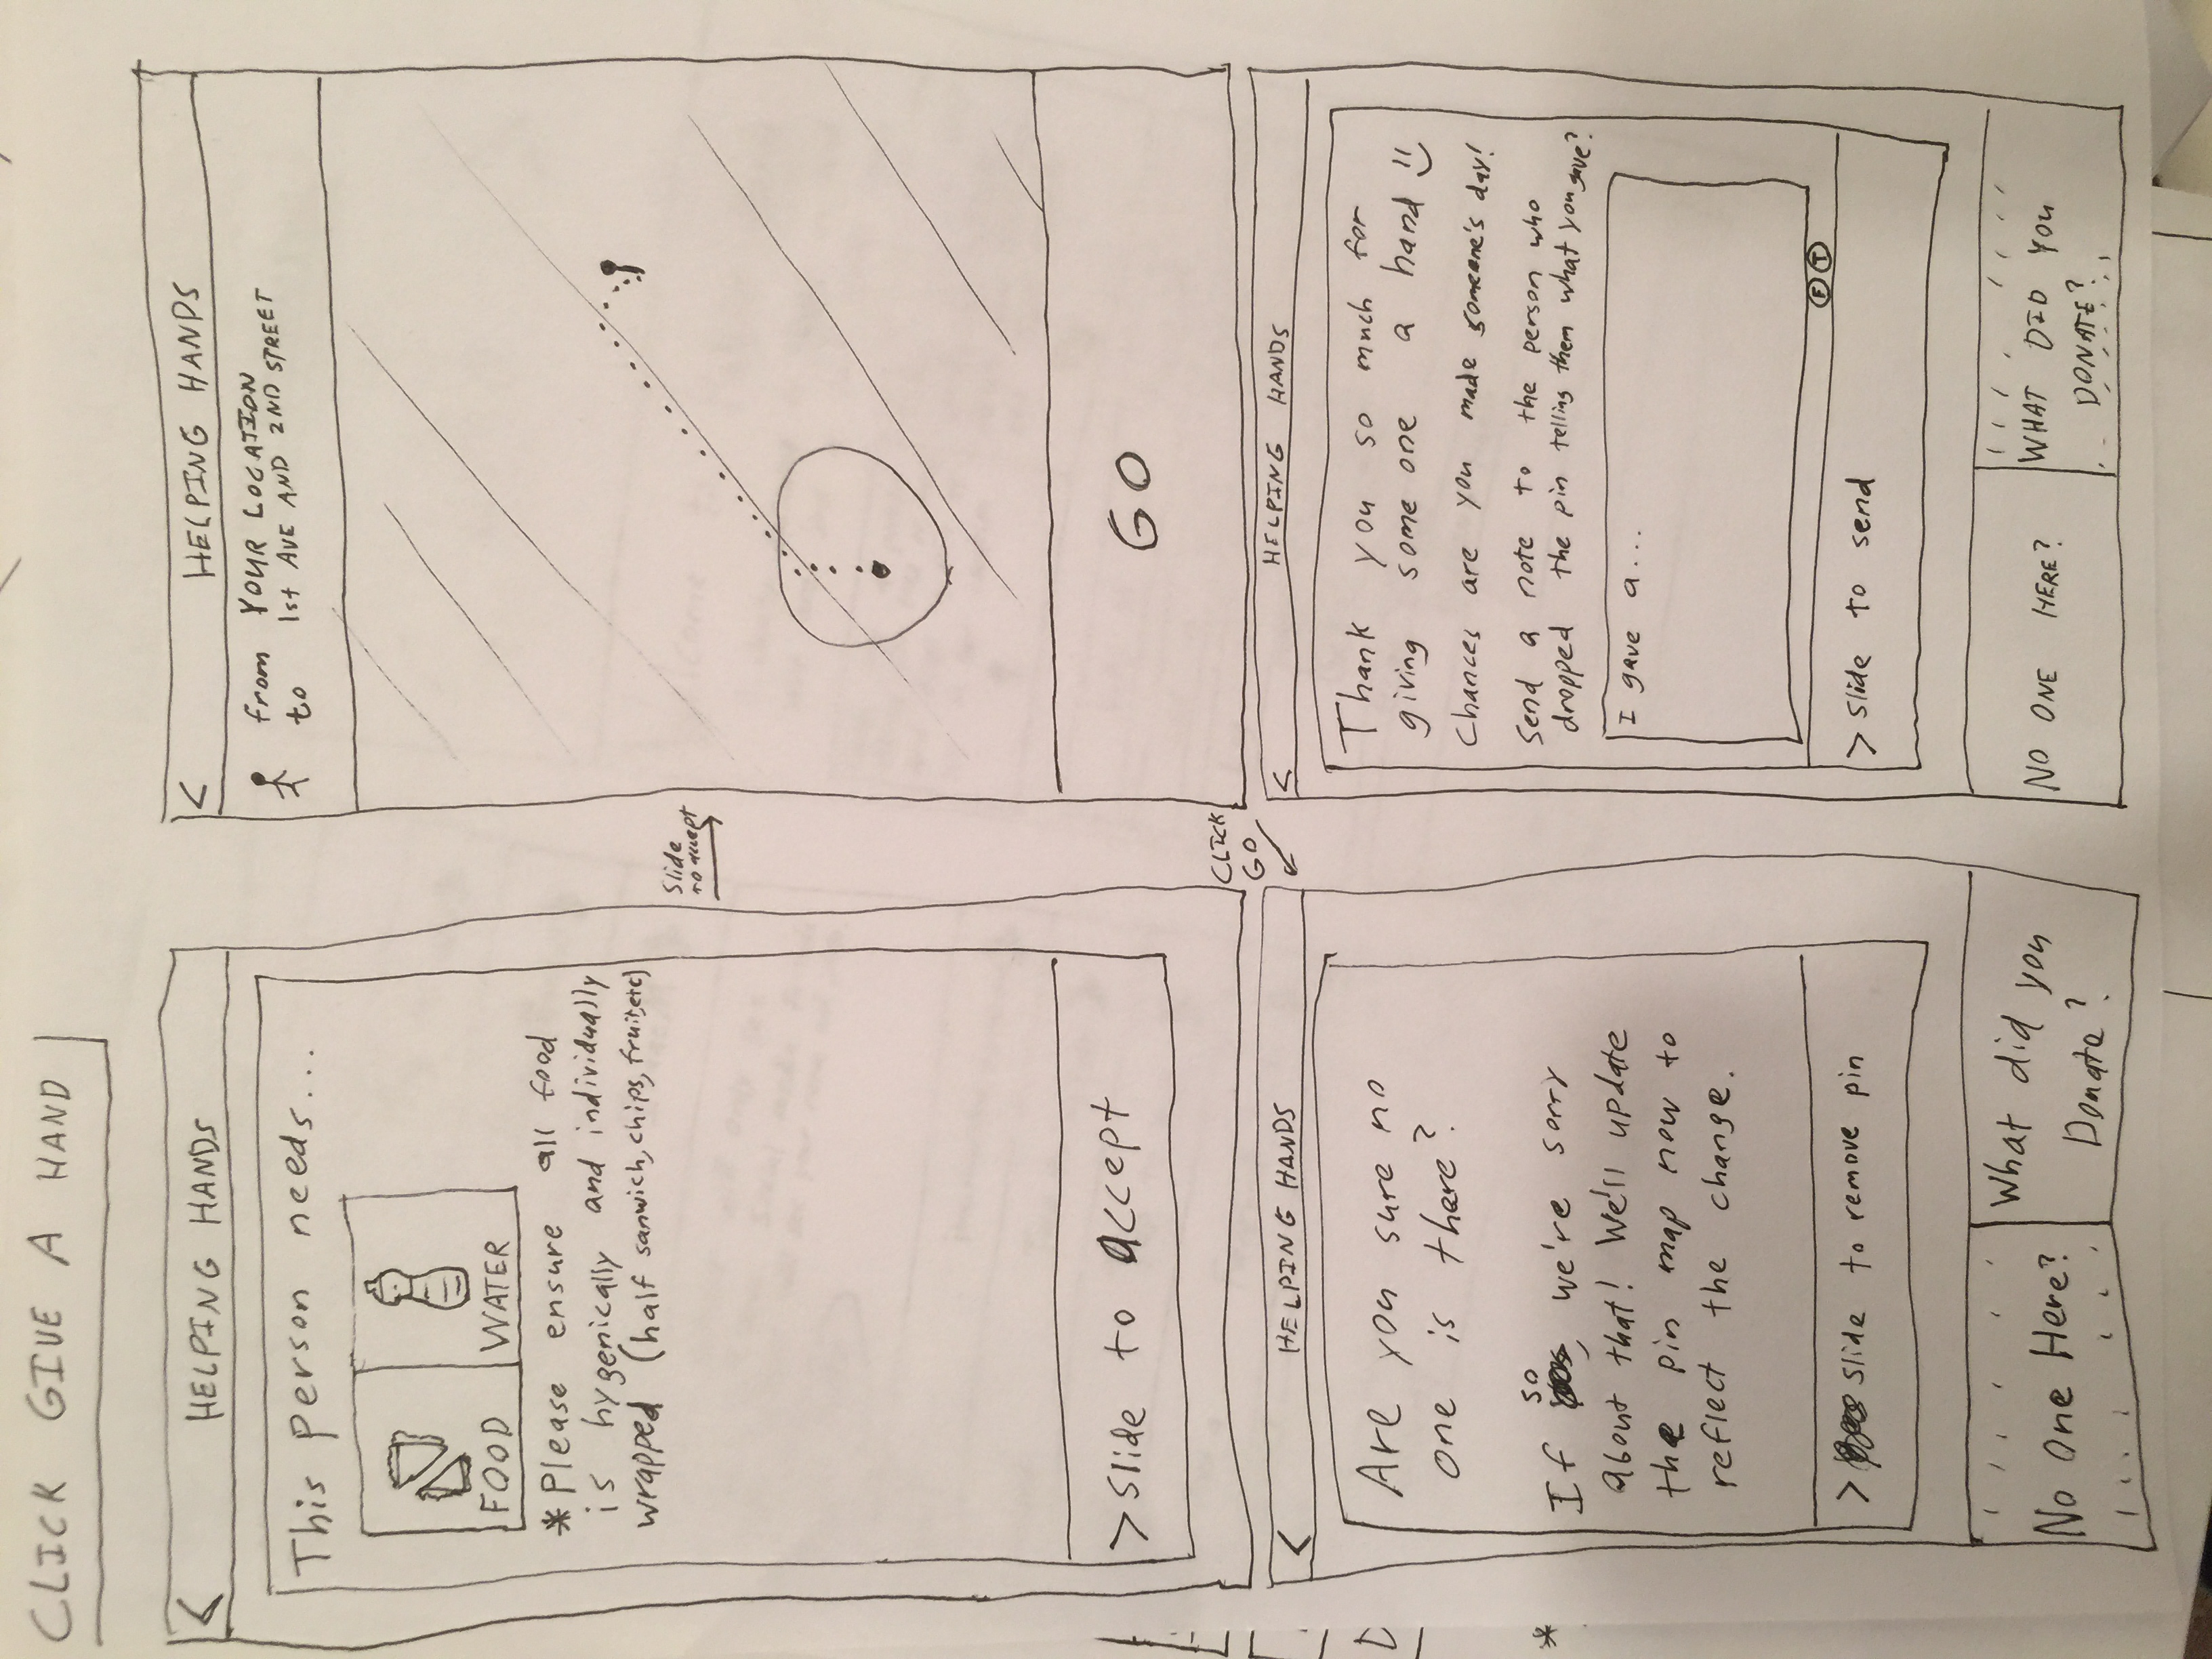 CLICK GIVE A HAND
< HELPING HANDS
This person needs...
FOOD WATER
*Please ensure all food
is hygenically and individually
wrapped (half sanwich, chips, fruit, etc)
>slide to accept
Slide
to accept
< HELPING HANDS
from YOUR LOCATION
to 1st AVE AND 2ND STREET
GO
CLICK
GO
< HELPING HANDS
Are you sure no
one is there?
so
If , we're sorry
about that! We'll update
the pin map now to
reflect the change.
> slide to remove pin
No One Here?
What did you
Donate?
< HELPING HANDS
Thank you so much for
giving some one a hand
Chances are you made someone's day!
Send a note to the person who
dropped the pin telling them what you gave?
I gave a...
F T
> slide to send
NO ONE HERE?
WHAT DID YOU
DONATE?
*